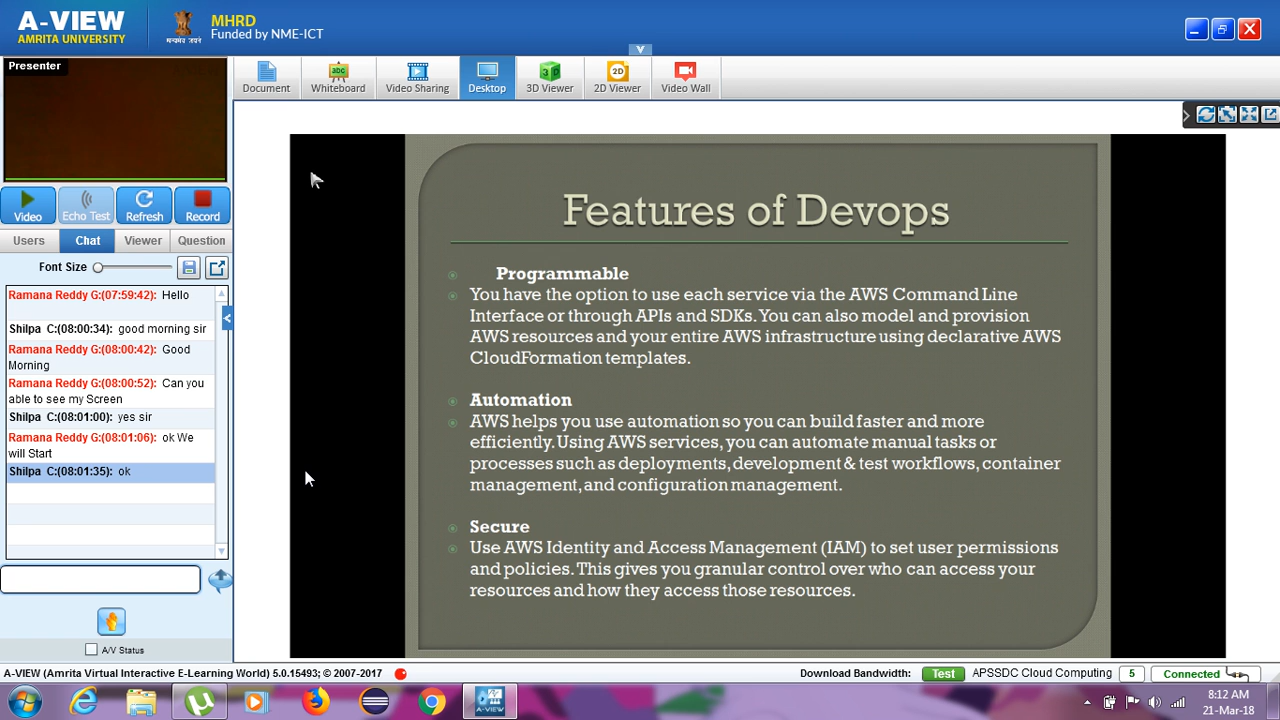 A-VIEW
AMRITA UNIVERSITY
सत्यमेव जयते
MHRD
Funded by NME-ICT
Presenter
Document
Whiteboard
abc
Video Sharing
Desktop
3D
3D Viewer
2D
2D Viewer
Video Wall
Video
Echo Test
Refresh
Record
Users
Chat
Viewer
Question
Font Size
Ramana Reddy G:(07:59:42): Hello
Shilpa C:(08:00:34): good morning sir
Ramana Reddy G:(08:00:42): Good
Morning
Ramana Reddy G:(08:00:52): Can you
able to see my Screen
Shilpa C:(08:01:00): yes sir
Ramana Reddy G:(08:01:06): ok We
will Start
Shilpa C:(08:01:35): ok
A/V Status
Features of Devops
Programmable
You have the option to use each service via the AWS Command Line
Interface or through APIs and SDKs. You can also model and provision
AWS resources and your entire AWS infrastructure using declarative AWS
CloudFormation templates.
Automation
AWS helps you use automation so you can build faster and more
efficiently. Using AWS services, you can automate manual tasks or
processes such as deployments, development & test workflows, container
management, and configuration management.
Secure
Use AWS Identity and Access Management (IAM) to set user permissions
and policies. This gives you granular control over who can access your
resources and how they access those resources.
A-VIEW (Amrita Virtual Interactive E-Learning World) 5.0.15493; © 2007-2017
Download Bandwidth:
Test
APSSDC Cloud Computing
5
Connected
A-VIEW
8:12 AM
21-Mar-18